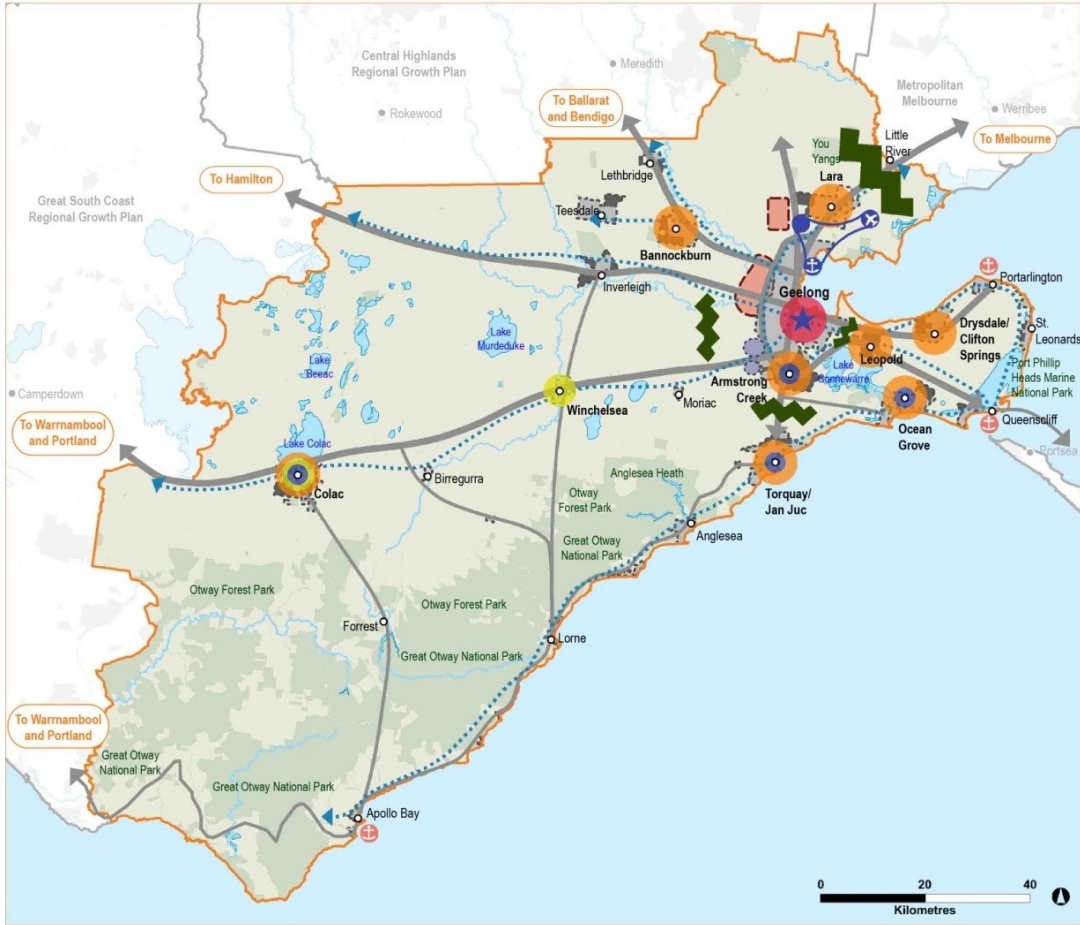 Central Highlands
Regional Growth Plan
Meredith
Rokewood
Metropolitan
Melbourne
Werribee
To Ballarat
and Bendigo
To Melbourne
Little
River
You
Yangs
Lara
Lethbridge
To Hamilton
Great South Coast
Regional Growth Plan
Teesdale
Bannockburn
Inverleigh
Geelong
Portarlington
Drysdale/
Clifton
Springs
St.
Leonards
Leopold
Lake
Murdeduke
Lake
Beeac
Port Phillip
Heads Marine
National Park
Lake
Connewarre
Armstrong
Creek
Camperdown
Winchelsea
Moriac
Ocean
Grove
Queenscliff
Portsea
To Warrnambool
and Portland
Lake Colac
Colac
Birregurra
Anglesea Heath
Torquay/
Jan Juc
Otway
Forest Park
Anglesea
Great Otway
National Park
Otway Forest Park
Otway Forest Park
Forrest
Lorne
Great Otway National Park
To Warrnambool
and Portland
Great Otway
National Park
Great Otway National Park
Apollo Bay
0 20 40
Kilometres